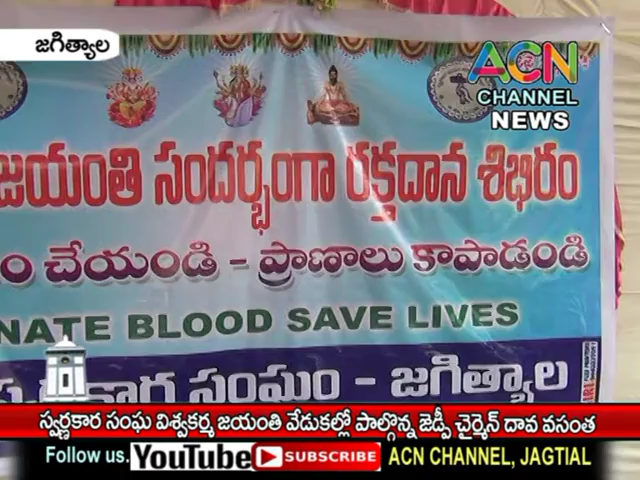 జగిత్యాల
ACN
CHANNEL
NEWS
జయంతి సందర్భంగా రక్తదాన శిభిరం
చేయండి - ప్రాణాలు కాపాడండి
NATE BLOOD SAVE LIVES
సంఘం - జగిత్యాల
స్వర్ణకార సంఘ విశ్వకర్మ జయంతి వేడుకల్లో పాల్గొన్న జెడ్పీ చైర్మెన్ దావ వసంత
Follow us. YouTube SUBSCRIBE ACN CHANNEL, JAGTIAL